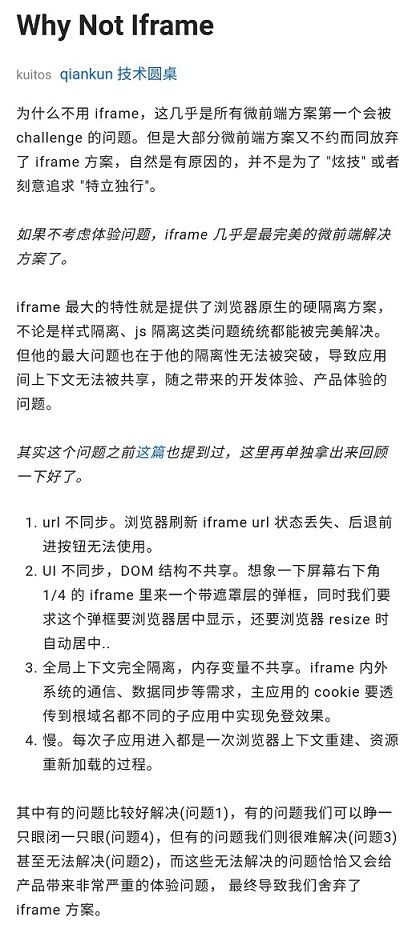 Why Not Iframe
kuitos qiankun 技术圆桌
为什么不用 iframe，这几乎是所有微前端方案第一个会被
challenge 的问题。但是大部分微前端方案又不约而同放弃
了 iframe 方案，自然是有原因的，并不是为了 "炫技" 或者
刻意追求 "特立独行"。
如果不考虑体验问题，iframe 几乎是最完美的微前端解决
方案了。
iframe 最大的特性就是提供了浏览器原生的硬隔离方案，
不论是样式隔离、js 隔离这类问题统统都能被完美解决。
但他的最大问题也在于他的隔离性无法被突破，导致应用
间上下文无法被共享，随之带来的开发体验、产品体验的
问题。
其实这个问题之前这篇也提到过，这里再单独拿出来回顾
一下好了。
1. url 不同步。浏览器刷新 iframe url 状态丢失、后退前
进按钮无法使用。
2. UI 不同步，DOM 结构不共享。想象一下屏幕右下角
1/4 的 iframe 里来一个带遮罩层的弹框，同时我们要
求这个弹框要浏览器居中显示，还要浏览器 resize 时
自动居中..
3. 全局上下文完全隔离，内存变量不共享。iframe 内外
系统的通信、数据同步等需求，主应用的 cookie 要透
传到根域名都不同的子应用中实现免登效果。
4. 慢。每次子应用进入都是一次浏览器上下文重建、资源
重新加载的过程。
其中有的问题比较好解决(问题1)，有的问题我们可以睁一
只眼闭一只眼(问题4)，但有的问题我们则很难解决(问题3)
甚至无法解决(问题2)，而这些无法解决的问题恰恰又会给
产品带来非常严重的体验问题， 最终导致我们舍弃了
iframe 方案。